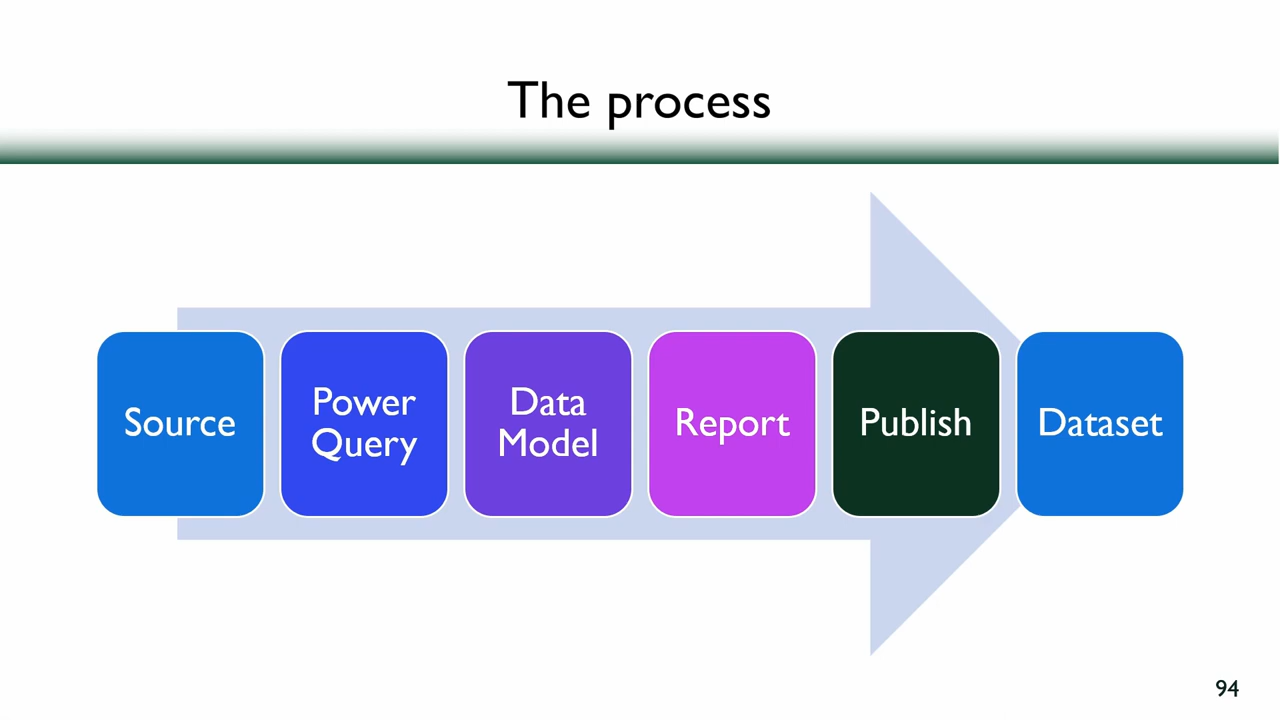 The process
Source
Power
Query
Data
Model
Report
Publish
Dataset
94